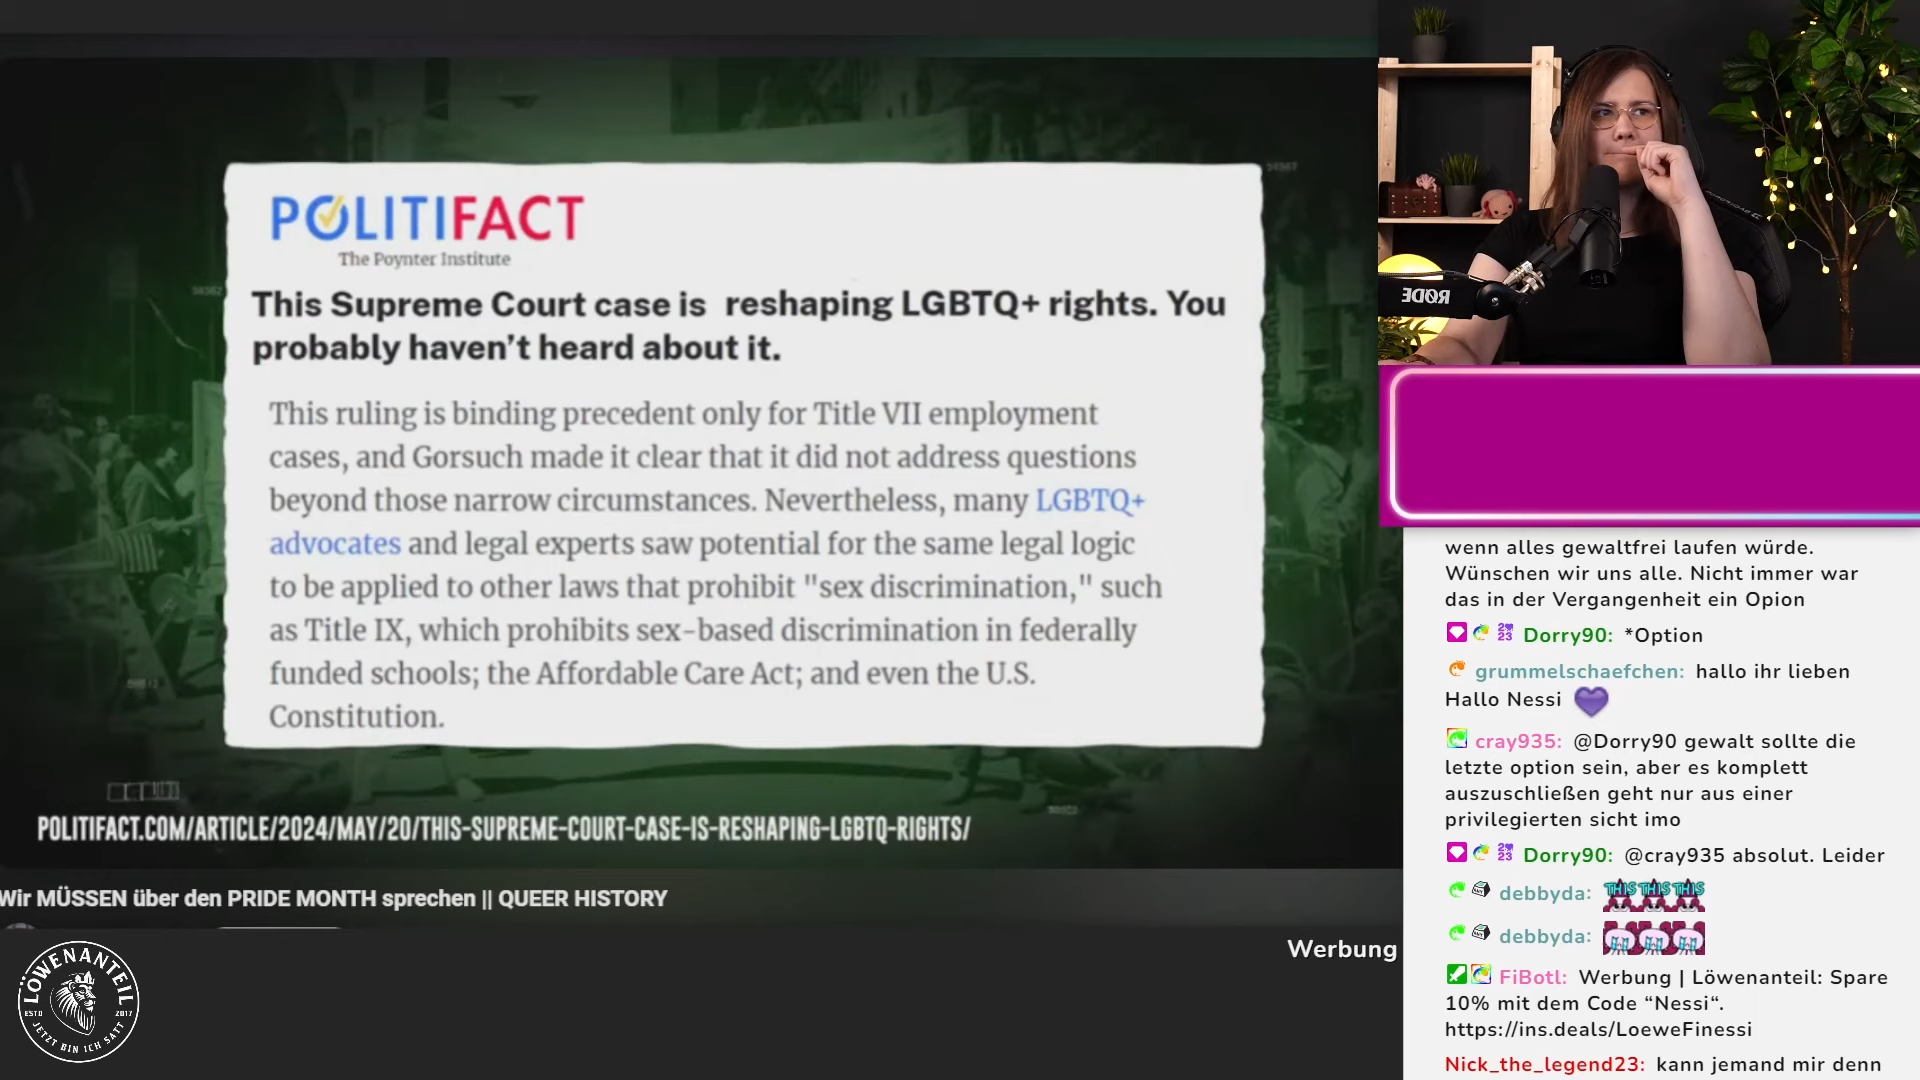 POLITIFACT
The Poynter Institute
This Supreme Court case is reshaping LGBTQ+ rights. You
probably haven't heard about it.
This ruling is binding precedent only for Title VII employment
cases, and Gorsuch made it clear that it did not address questions
beyond those narrow circumstances. Nevertheless, many LGBTQ+
advocates and legal experts saw potential for the same legal logic
to be applied to other laws that prohibit "sex discrimination," such
as Title IX, which prohibits sex-based discrimination in federally
funded schools; the Affordable Care Act; and even the U.S.
Constitution.
POLITIFACT.COM/ARTICLE/2024/MAY/20/THIS-SUPREME-COURT-CASE-IS-RESHAPING-LGBTQ-RIGHTS/
Wir MÜSSEN über den PRIDE MONTH sprechen || QUEER HISTORY
LÖWENANTEIL
ESTD 2017
JETZT BIN ICH SATT
Werbung
RØDE
wenn alles gewaltfrei laufen würde.
Wünschen wir uns alle. Nicht immer war
das in der Vergangenheit ein Opion
Dorry90: *Option
grummelschaefchen: hallo ihr lieben
Hallo Nessi
cray935: @Dorry90 gewalt sollte die
letzte option sein, aber es komplett
auszuschließen geht nur aus einer
privilegierten sicht imo
Dorry90: @cray935 absolut. Leider
debbyda: THIS THIS THIS
debbyda:
FiBotl: Werbung | Löwenanteil: Spare
10% mit dem Code “Nessi“.
https://ins.deals/LoeweFinessi
Nick_the_legend23: kann jemand mir denn